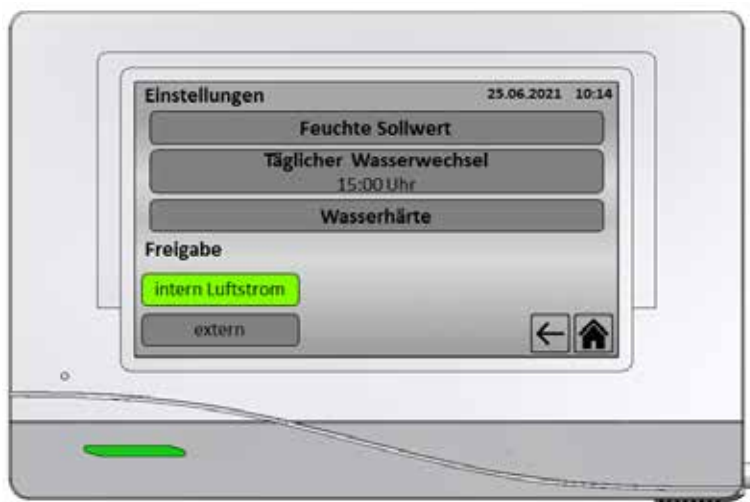 Einstellungen 25.06.2021 10:14
Feuchte Sollwert
Täglicher Wasserwechsel
15:00 Uhr
Wasserhärte
Freigabe
intern Luftstrom
extern